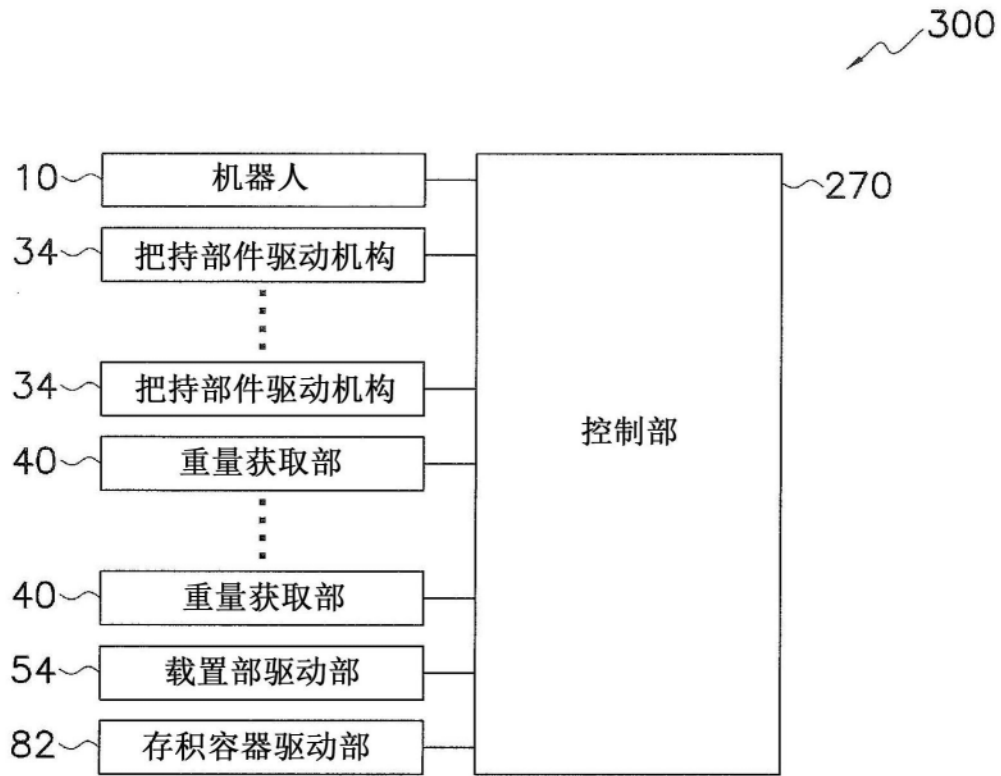 300
10 机器人
270
34 把持部件驱动机构
34 把持部件驱动机构
控制部
40 重量获取部
40 重量获取部
54 载置部驱动部
82 存积容器驱动部